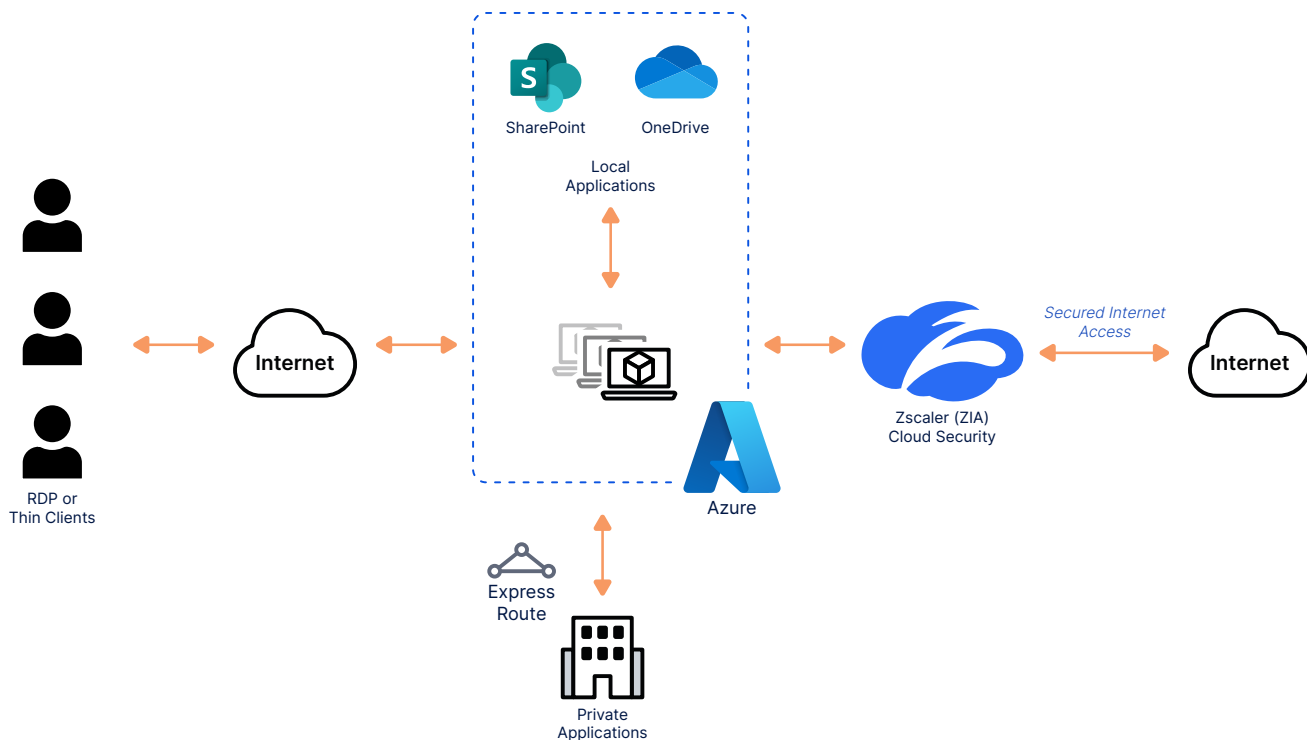 S
SharePoint
OneDrive
Local
Applications
RDP or
Thin Clients
Internet
Azure
Zscaler (ZIA)
Cloud Security
Secured Internet
Access
Internet
Express
Route
Private
Applications